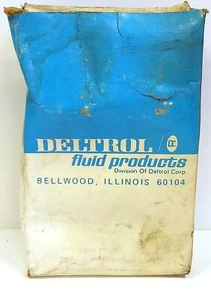 DELTROL / DC
fluid products
Division Of Deltrol Corp
BELLWOOD, ILLINOIS 60104